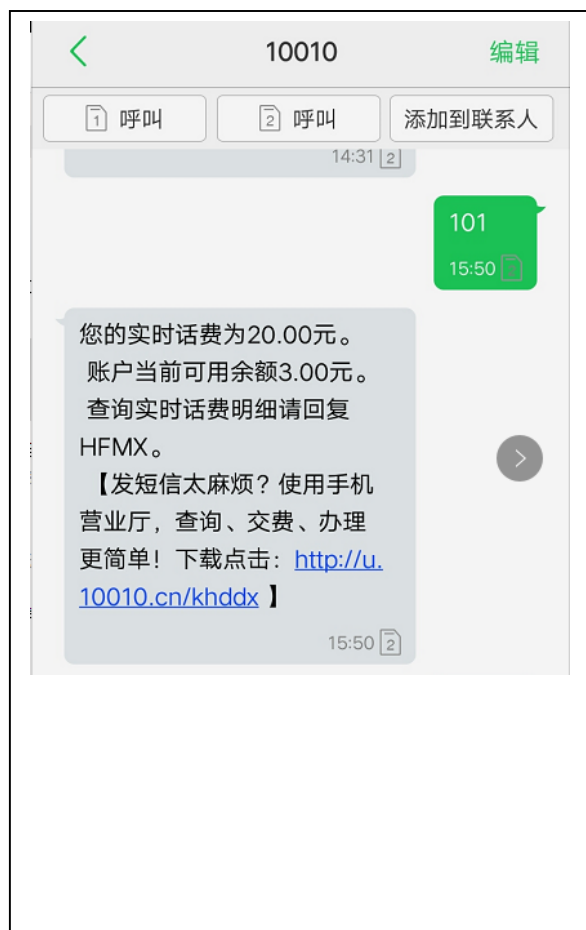 10010
编辑
1 呼叫
2 呼叫
添加到联系人
14:31 2
101
15:50 2
您的实时话费为20.00元。
账户当前可用余额3.00元。
查询实时话费明细请回复
HFMX。
【发短信太麻烦？使用手机
营业厅，查询、交费、办理
更简单！下载点击：http://u.
10010.cn/khddx 】
15:50 2